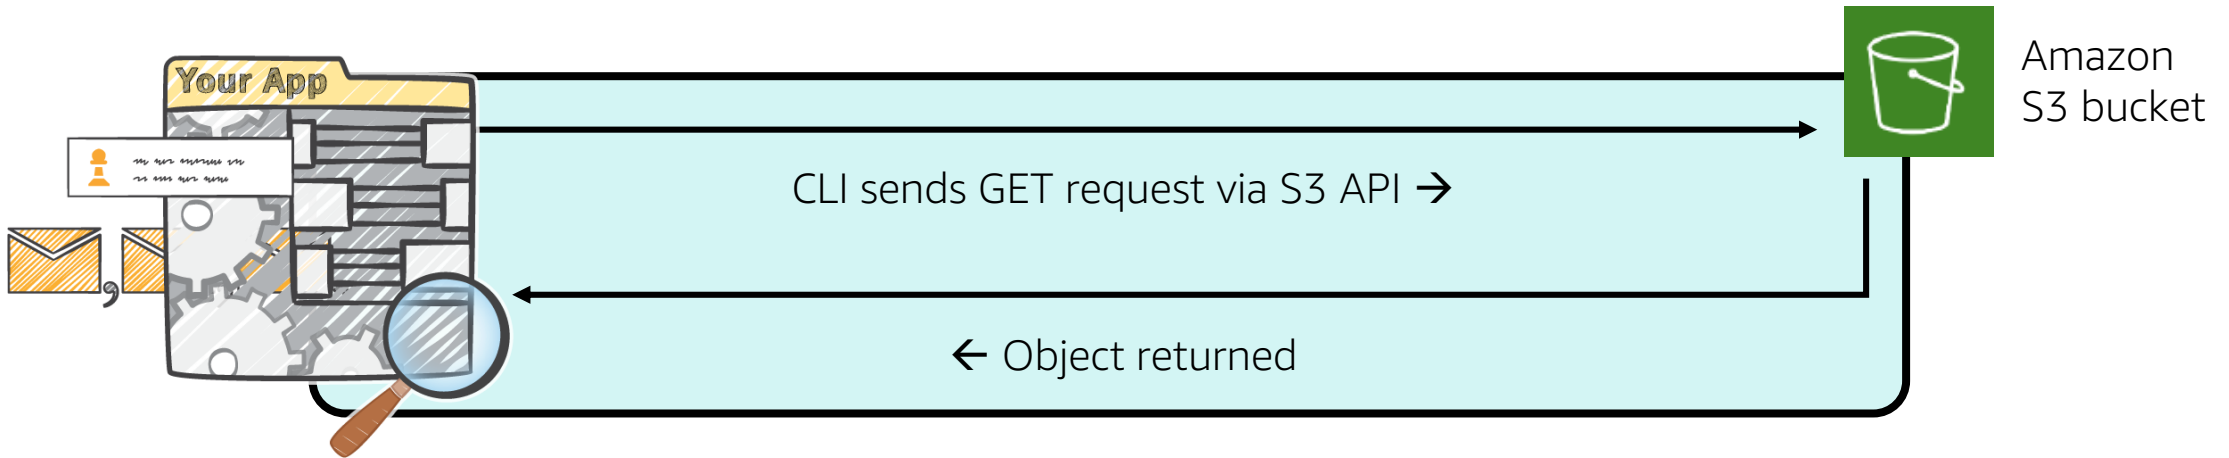 Your App
Amazon
S3 bucket
CLI sends GET request via S3 API →
← Object returned